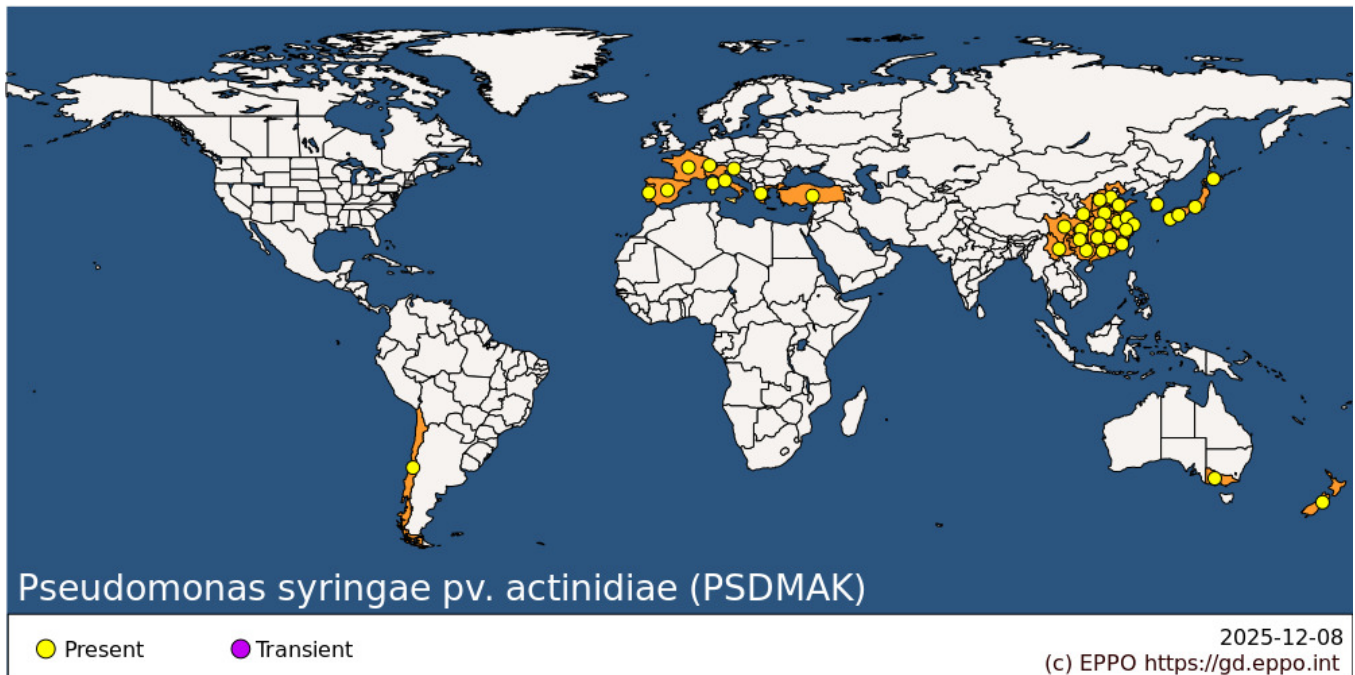 Pseudomonas syringae pv. actinidiae (PSDMAK)
Present
Transient
2025-12-08
(c) EPPO https://gd.eppo.int